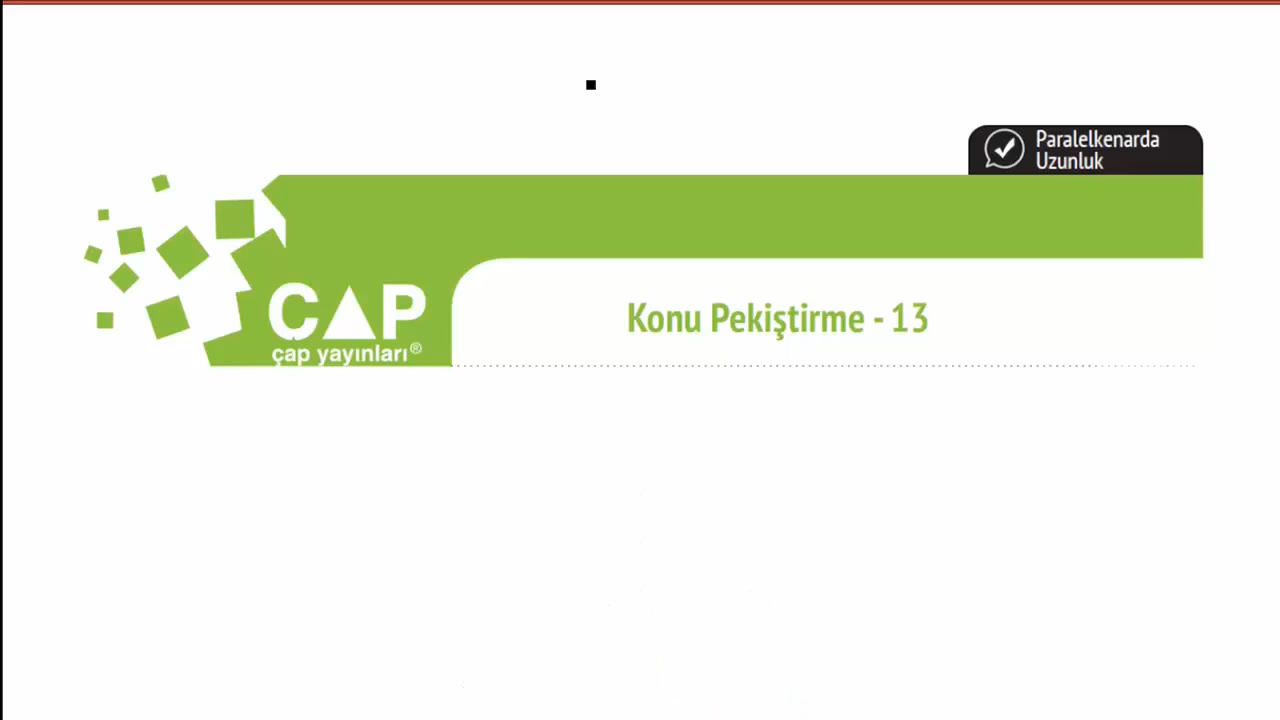 Paralelkenarda
Uzunluk
ÇAP
çap yayınları®
Konu Pekiştirme - 13